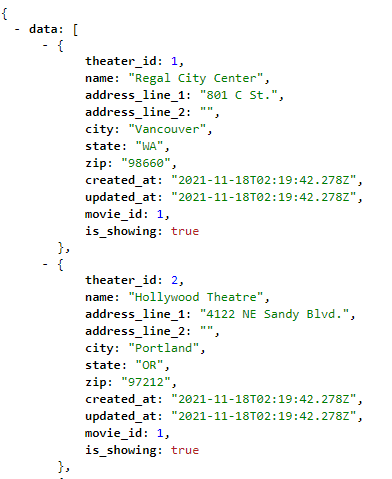 {
- data: [
- {
theater_id: 1,
name: "Regal City Center",
address_line_1: "801 C St.",
address_line_2: "",
city: "Vancouver",
state: "WA",
zip: "98660",
created_at: "2021-11-18T02:19:42.278Z",
updated_at: "2021-11-18T02:19:42.278Z",
movie_id: 1,
is_showing: true
},
- {
theater_id: 2,
name: "Hollywood Theatre",
address_line_1: "4122 NE Sandy Blvd.",
address_line_2: "",
city: "Portland",
state: "OR",
zip: "97212",
created_at: "2021-11-18T02:19:42.278Z",
updated_at: "2021-11-18T02:19:42.278Z",
movie_id: 1,
is_showing: true
},